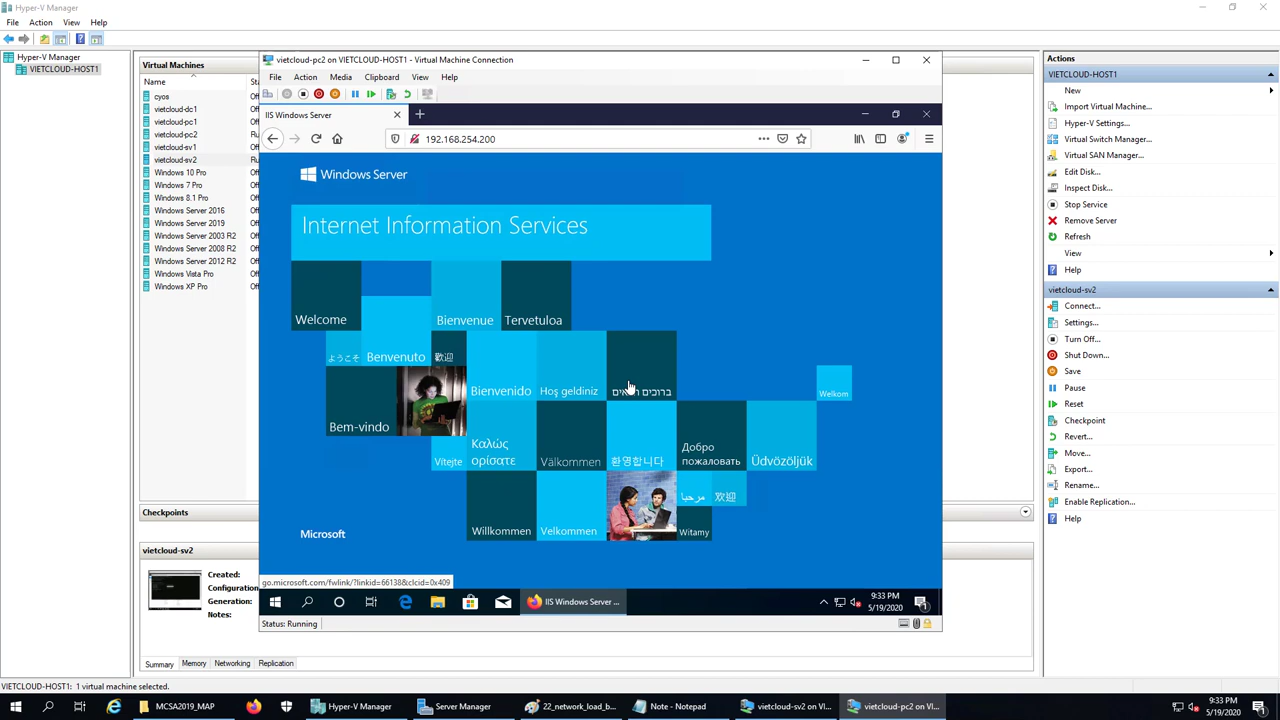 Hyper-V Manager
File Action View Help
Hyper-V Manager
VIETCLOUD-HOST1
Virtual Machines
Name
cyos
vietcloud-dc1
vietcloud-pc1
vietcloud-pc2
vietcloud-sv1
vietcloud-sv2
Windows 10 Pro
Windows 7 Pro
Windows 8.1 Pro
Windows Server 2016
Windows Server 2019
Windows Server 2003 R2
Windows Server 2008 R2
Windows Server 2012 R2
Windows Vista Pro
Windows XP Pro
Checkpoints
vietcloud-sv2
Created:
Configuration
Generation:
Notes:
Summary Memory Networking Replication
VIETCLOUD-HOST1: 1 virtual machine selected.
vietcloud-pc2 on VIETCLOUD-HOST1 - Virtual Machine Connection
File Action Media Clipboard View Help
IIS Windows Server
192.168.254.200
Windows Server
Internet Information Services
Welcome
Bienvenue
Tervetuloa
ようこそ
Benvenuto
歡迎
Bienvenido
Hoş geldiniz
ברוכים הבאים
Welkom
Bem-vindo
Vítejte
Καλώς
ορίσατε
Välkommen
환영합니다
Добро
пожаловать
Üdvözöljük
Willkommen
Velkommen
مرحبا
欢迎
Witamy
Microsoft
go.microsoft.com/fwlink/?linkid=66138&clcid=0x409
IIS Windows Server ...
9:33 PM
5/19/2020
Status: Running
Actions
VIETCLOUD-HOST1
New
Import Virtual Machine...
Hyper-V Settings...
Virtual Switch Manager...
Virtual SAN Manager...
Edit Disk...
Inspect Disk...
Stop Service
Remove Server
Refresh
View
Help
vietcloud-sv2
Connect...
Settings...
Turn Off...
Shut Down...
Save
Pause
Reset
Checkpoint
Revert...
Move...
Export...
Rename...
Enable Replication...
Help
MCSA2019_MAP
Hyper-V Manager
Server Manager
22_network_load_b...
Note - Notepad
vietcloud-sv2 on VI...
vietcloud-pc2 on VI...
9:33 PM
5/19/2020